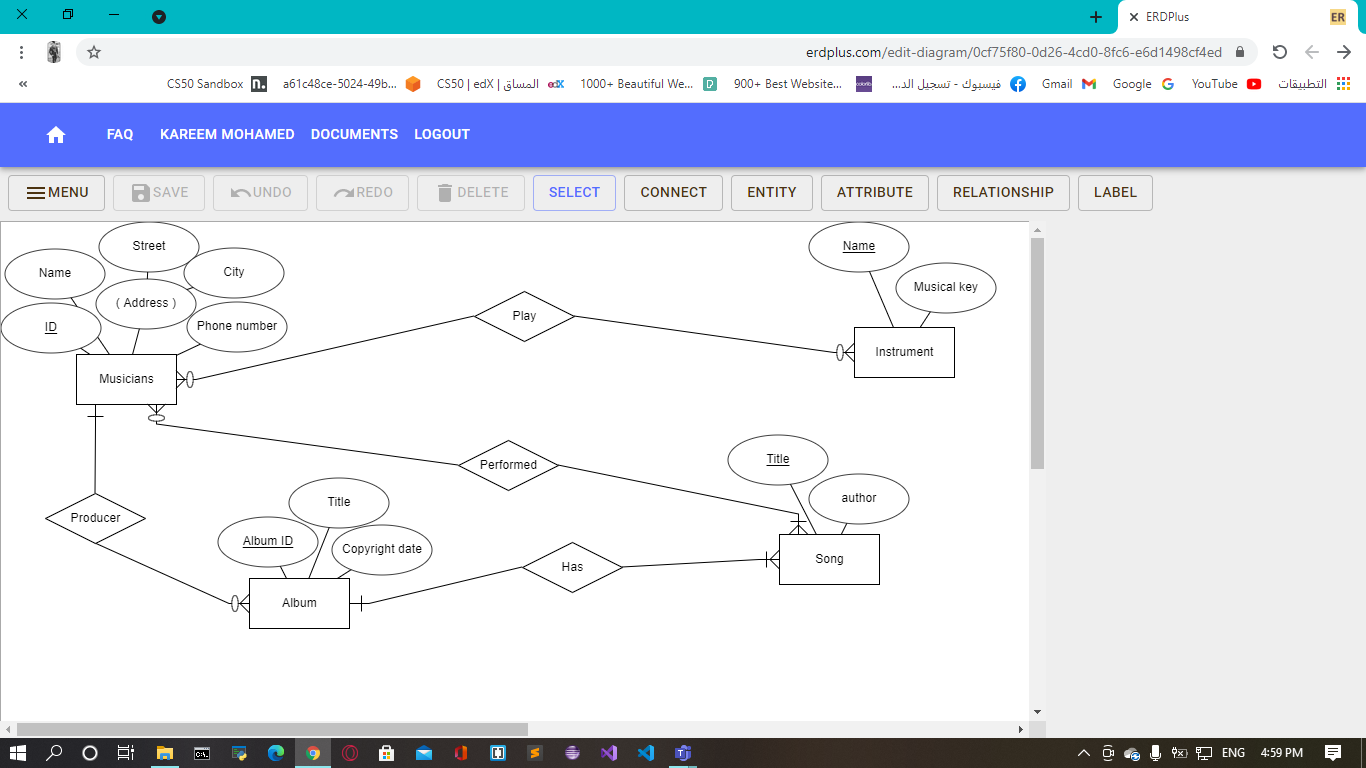 ERDPlus
ER
erdplus.com/edit-diagram/0cf75f80-0d26-4cd0-8fc6-e6d1498cf4ed
«
CS50 Sandbox
n.
a61c48ce-5024-49b...
CS50 | edX | المساق
edX
1000+ Beautiful We...
900+ Best Website...
colorlib
فيسبوك - تسجيل الد...
Gmail
Google
YouTube
التطبيقات
FAQ
KAREEM MOHAMED
DOCUMENTS
LOGOUT
MENU
SAVE
UNDO
REDO
DELETE
SELECT
CONNECT
ENTITY
ATTRIBUTE
RELATIONSHIP
LABEL
Street
Name
City
( Address )
ID
Phone number
Musicians
Play
Name
Musical key
Instrument
Performed
Title
author
Song
Producer
Title
Album ID
Copyright date
Album
Has
ENG
4:59 PM